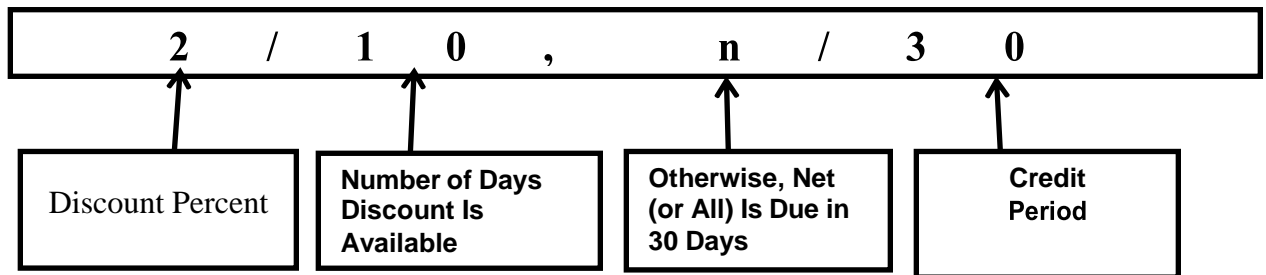 2 / 1 0 , n / 3 0
Discount Percent
Number of Days
Discount Is
Available
Otherwise, Net
(or All) Is Due in
30 Days
Credit
Period